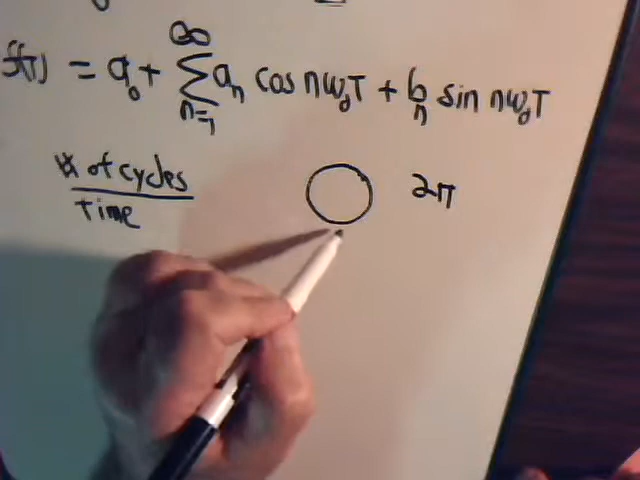 f(T) = a₀ + ∞ Σ n=1 aₙ cos nω₀T + bₙ sin nω₀T
# of cycles 2π
Time